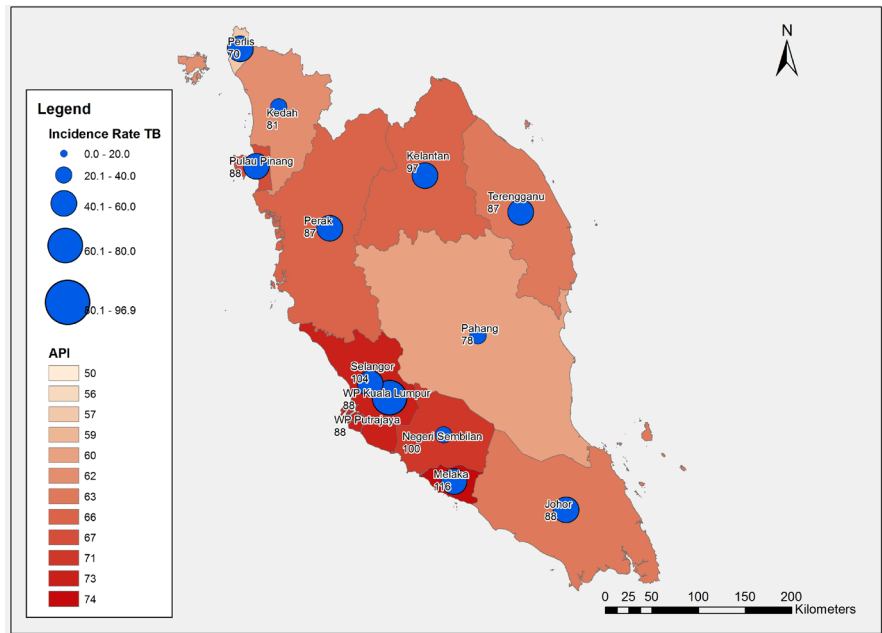 N
Legend
Incidence Rate TB
0.0 - 20.0
20.1 - 40.0
40.1 - 60.0
60.1 - 80.0
80.1 - 96.9
API
50
56
57
59
60
62
63
66
67
71
73
74
Perlis
70
Kedah
81
Pulau Pinang
88
Kelantan
97
Terengganu
87
Perak
87
Pahang
78
Selangor
104
WP Kuala Lumpur
88
WP Putrajaya
88
Negeri Sembilan
100
Melaka
116
Johor
88
0 25 50 100 150 200
Kilometers